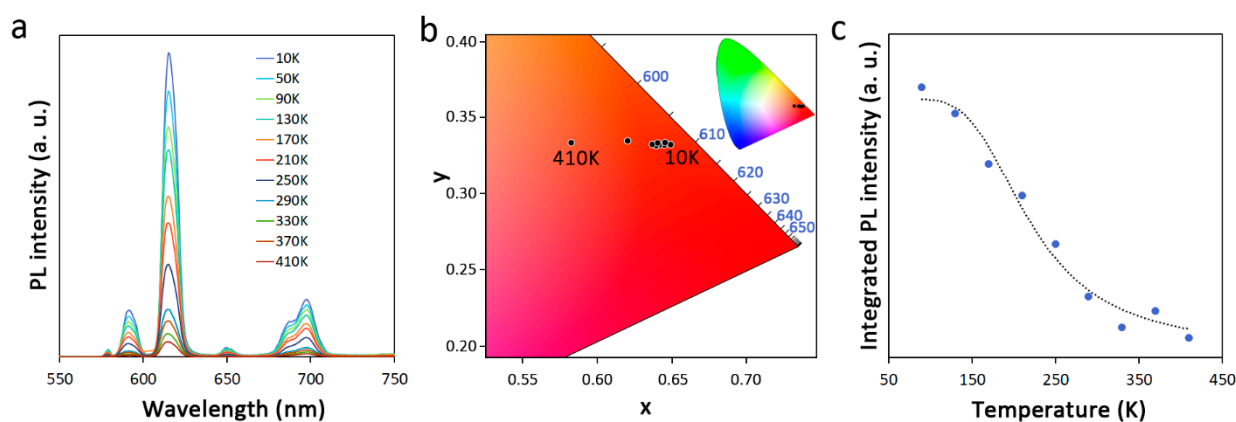 a
PL intensity (a. u.)
10K
50K
90K
130K
170K
210K
250K
290K
330K
370K
410K
550
600
650
700
750
Wavelength (nm)
b
y
0.40
0.35
0.30
0.25
0.20
600
610
620
630
640
650
410K
10K
0.55
0.60
0.65
0.70
x
c
Integrated PL intensity (a. u.)
50
150
250
350
450
Temperature (K)